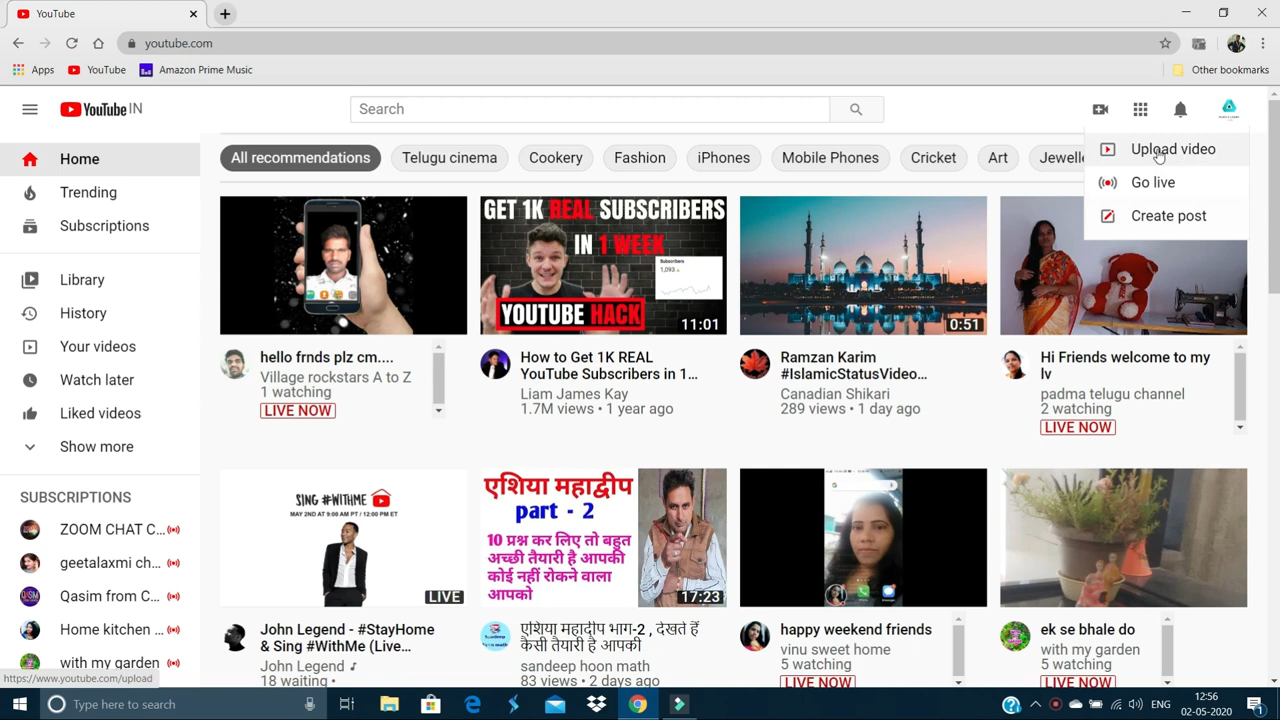 YouTube
youtube.com
Apps
YouTube
Amazon Prime Music
Other bookmarks
YouTube IN
Search
Upload video
Go live
Create post
Home
Trending
Subscriptions
Library
History
Your videos
Watch later
Liked videos
Show more
SUBSCRIPTIONS
ZOOM CHAT C...
geetalaxmi ch...
Qasim from C...
Home kitchen ...
with my garden
https://www.youtube.com/upload
All recommendations
Telugu cinema
Cookery
Fashion
iPhones
Mobile Phones
Cricket
Art
Jewelle
GET 1K REAL SUBSCRIBERS
IN 1 WEEK
Subscribers
1,093
YOUTUBE HACK
11:01
0:51
hello frnds plz cm....
Village rockstars A to Z
1 watching
LIVE NOW
How to Get 1K REAL
YouTube Subscribers in 1...
Liam James Kay
1.7M views • 1 year ago
Ramzan Karim
#IslamicStatusVideo...
Canadian Shikari
289 views • 1 day ago
Hi Friends welcome to my
lv
padma telugu channel
2 watching
LIVE NOW
SING #WITHME
MAY 2ND AT 9:00 AM PT / 12:00 PM ET
LIVE
एशिया महाद्वीप
part - 2
10 प्रश्न कर लिए तो बहुत
अच्छी तैयारी है आपकी
कोई नहीं रोकने वाला
आपको
17:23
John Legend - #StayHome
& Sing #WithMe (Live...
John Legend
18 waiting •
एशिया महाद्वीप भाग-2 , देखते हैं
कैसी तैयारी है आपकी
sandeep hoon math
83 views • 2 days ago
happy weekend friends
vinu sweet home
5 watching
LIVE NOW
ek se bhale do
with my garden
5 watching
LIVE NOW
Type here to search
ENG
12:56
02-05-2020
1